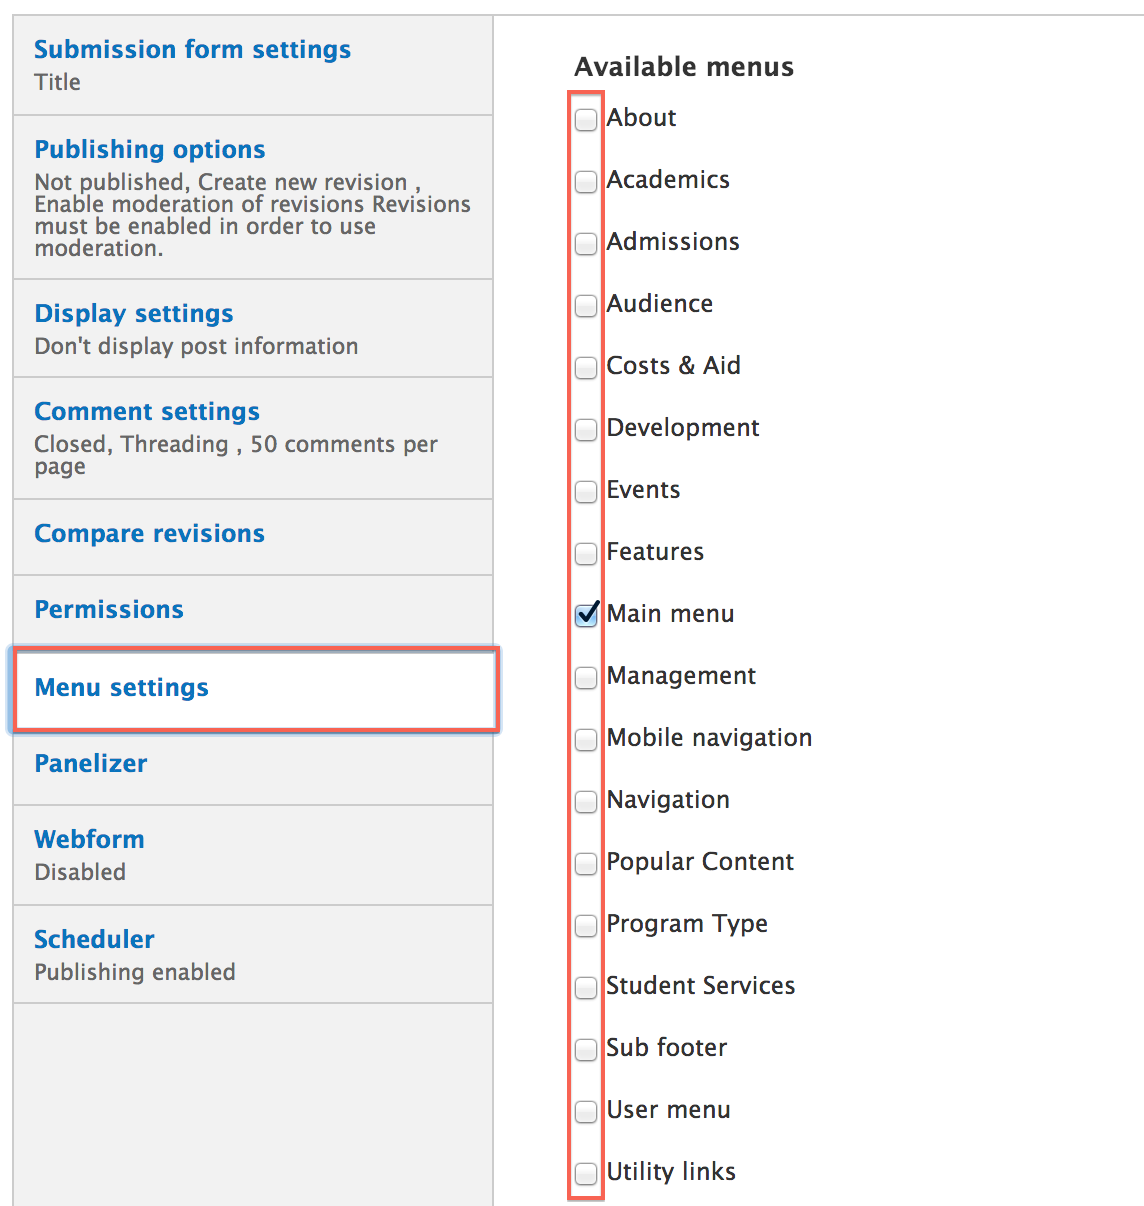 Submission form settings
Title
Publishing options
Not published, Create new revision ,
Enable moderation of revisions Revisions
must be enabled in order to use
moderation.
Display settings
Don't display post information
Comment settings
Closed, Threading , 50 comments per
page
Compare revisions
Permissions
Menu settings
Panelizer
Webform
Disabled
Scheduler
Publishing enabled
Available menus
About
Academics
Admissions
Audience
Costs & Aid
Development
Events
Features
Main menu
Management
Mobile navigation
Navigation
Popular Content
Program Type
Student Services
Sub footer
User menu
Utility links